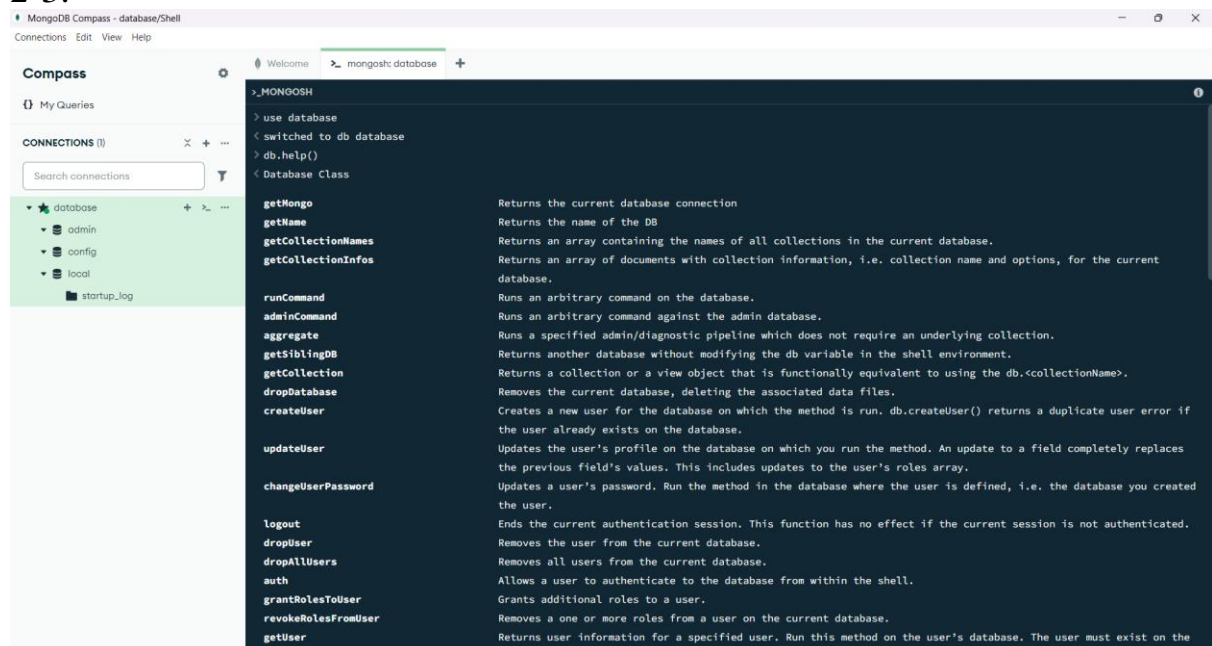 2-3.
MongoDB Compass - database/Shell
Connections Edit View Help
Compass
{} My Queries
CONNECTIONS (1)
Search connections
database
admin
config
local
startup_log
Welcome
>_ mongosh: database
>_MONGOSH
> use database
< switched to db database
> db.help()
< Database Class
getMongo Returns the current database connection
getName Returns the name of the DB
getCollectionNames Returns an array containing the names of all collections in the current database.
getCollectionInfos Returns an array of documents with collection information, i.e. collection name and options, for the current
database.
runCommand Runs an arbitrary command on the database.
adminCommand Runs an arbitrary command against the admin database.
aggregate Runs a specified admin/diagnostic pipeline which does not require an underlying collection.
getSiblingDB Returns another database without modifying the db variable in the shell environment.
getCollection Returns a collection or a view object that is functionally equivalent to using the db.<collectionName>.
dropDatabase Removes the current database, deleting the associated data files.
createUser Creates a new user for the database on which the method is run. db.createUser() returns a duplicate user error if
the user already exists on the database.
updateUser Updates the user's profile on the database on which you run the method. An update to a field completely replaces
the previous field's values. This includes updates to the user's roles array.
changeUserPassword Updates a user's password. Run the method in the database where the user is defined, i.e. the database you created
the user.
logout Ends the current authentication session. This function has no effect if the current session is not authenticated.
dropUser Removes the user from the current database.
dropAllUsers Removes all users from the current database.
auth Allows a user to authenticate to the database from within the shell.
grantRolesToUser Grants additional roles to a user.
revokeRolesFromUser Removes a one or more roles from a user on the current database.
getUser Returns user information for a specified user. Run this method on the user's database. The user must exist on the